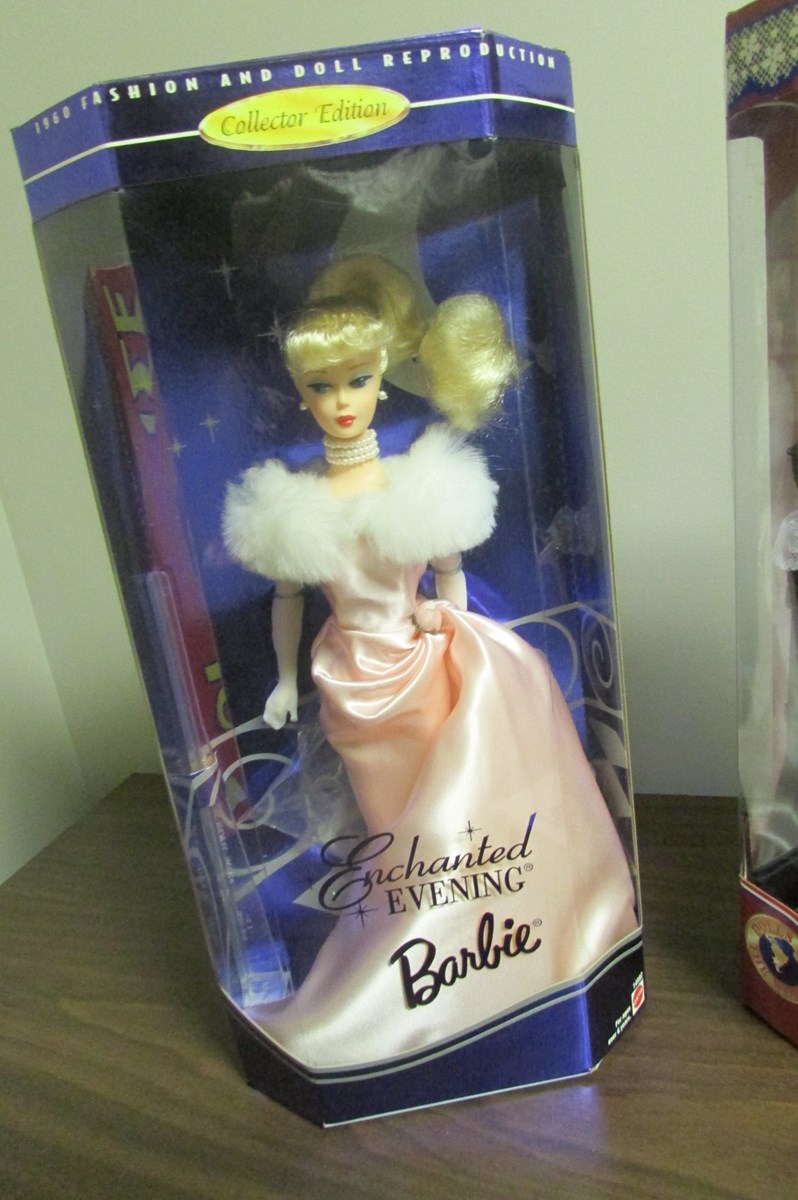 1960 FASHION AND DOLL REPRODUCTION
Collector Edition
Enchanted
EVENING®
Barbie